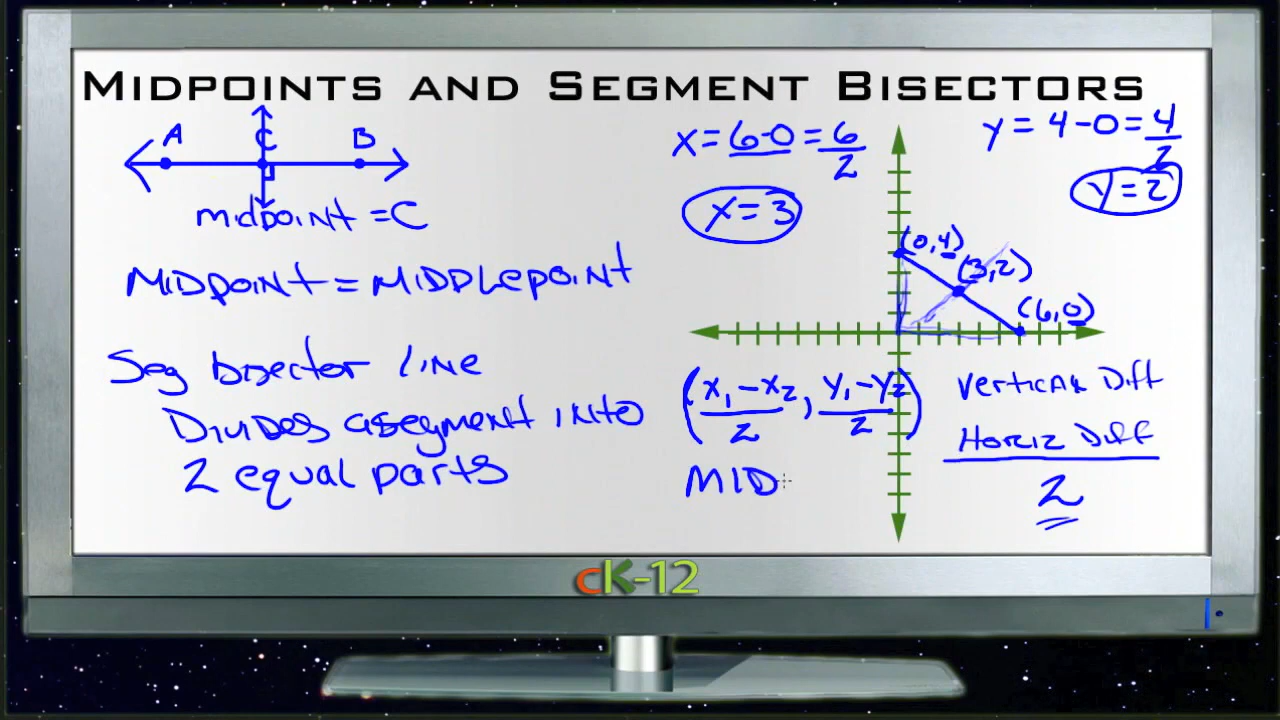 MIDPOINTS AND SEGMENT BISECTORS
A C B
midpoint = C
MIDPOINT = MIDDLEPOINT
Seg bisector line
Divides a segment into
2 equal parts
x = 6-0 = 6
2
x = 3
y = 4-0 = 4
2
y = 2
(0,4)
(3,2)
(6,0)
(x₁-x₂, y₁-y₂)
2 2
MID
Vertical Diff
Horiz Diff
2
cK-12